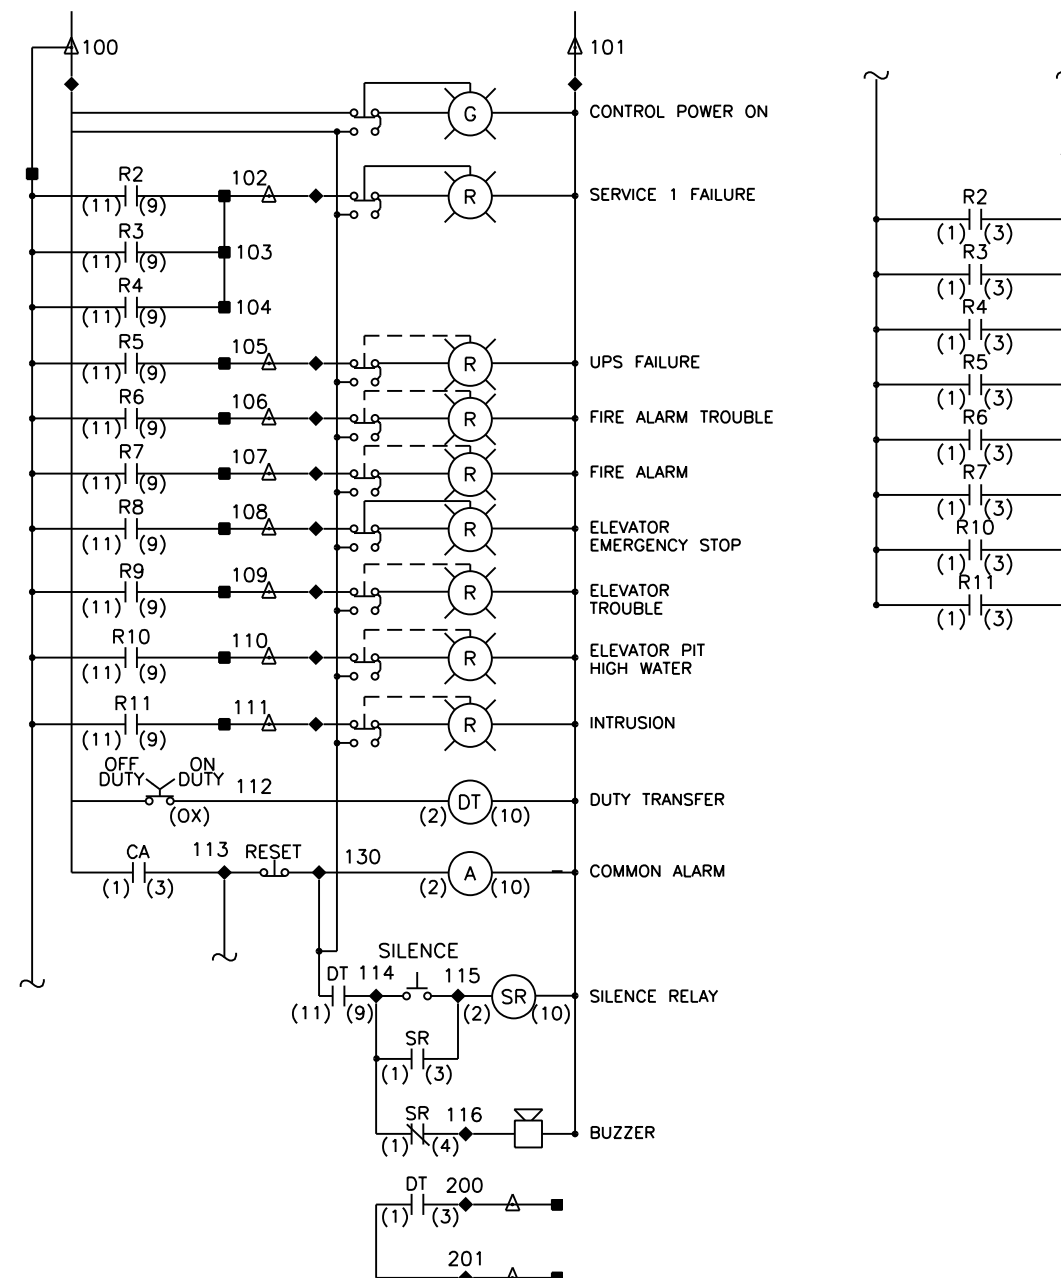 100
101
G
CONTROL POWER ON
R2
(11) (9)
102
R
SERVICE 1 FAILURE
R3
(11) (9)
103
R4
(11) (9)
104
R5
(11) (9)
105
R
UPS FAILURE
R6
(11) (9)
106
R
FIRE ALARM TROUBLE
R7
(11) (9)
107
R
FIRE ALARM
R8
(11) (9)
108
R
ELEVATOR
EMERGENCY STOP
R9
(11) (9)
109
R
ELEVATOR
TROUBLE
R10
(11) (9)
110
R
ELEVATOR PIT
HIGH WATER
R11
(11) (9)
111
R
INTRUSION
OFF
DUTY
ON
DUTY
(OX)
112
(2) DT (10)
DUTY TRANSFER
CA
(1) (3)
113
RESET
130
(2) A (10)
COMMON ALARM
DT
(11) (9)
114
SILENCE
115
(2) SR (10)
SILENCE RELAY
SR
(1) (3)
SR
(1) (4)
116
BUZZER
DT
(1) (3)
200
201
R2
(1) (3)
R3
(1) (3)
R4
(1) (3)
R5
(1) (3)
R6
(1) (3)
R7
(1) (3)
R10
(1) (3)
R11
(1) (3)